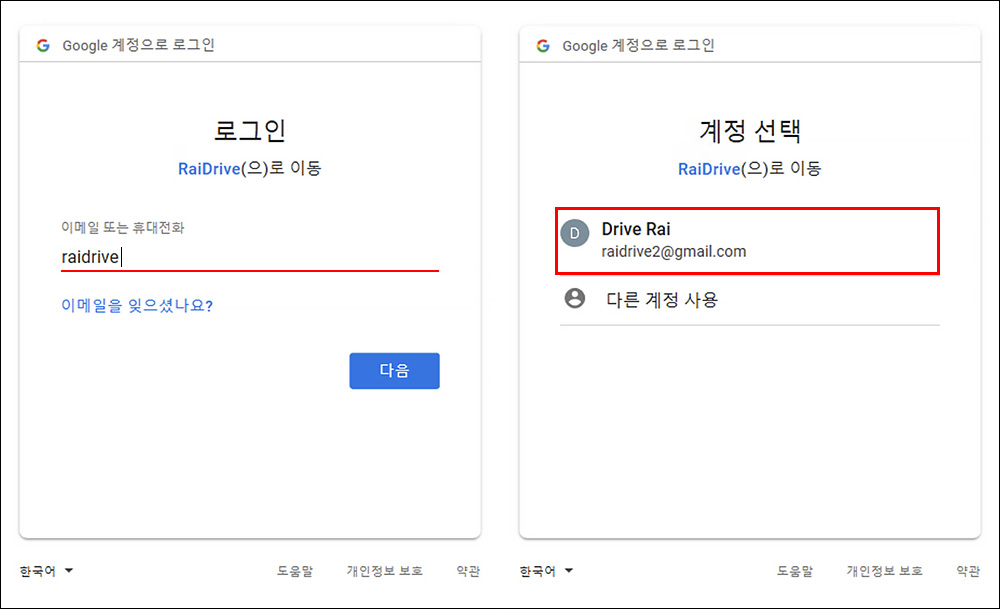 Google 계정으로 로그인
로그인
RaiDrive(으)로 이동
이메일 또는 휴대전화
raidrive
이메일을 잊으셨나요?
다음
한국어
도움말 개인정보 보호 약관
Google 계정으로 로그인
계정 선택
RaiDrive(으)로 이동
D
Drive Rai
raidrive2@gmail.com
다른 계정 사용
한국어
도움말 개인정보 보호 약관